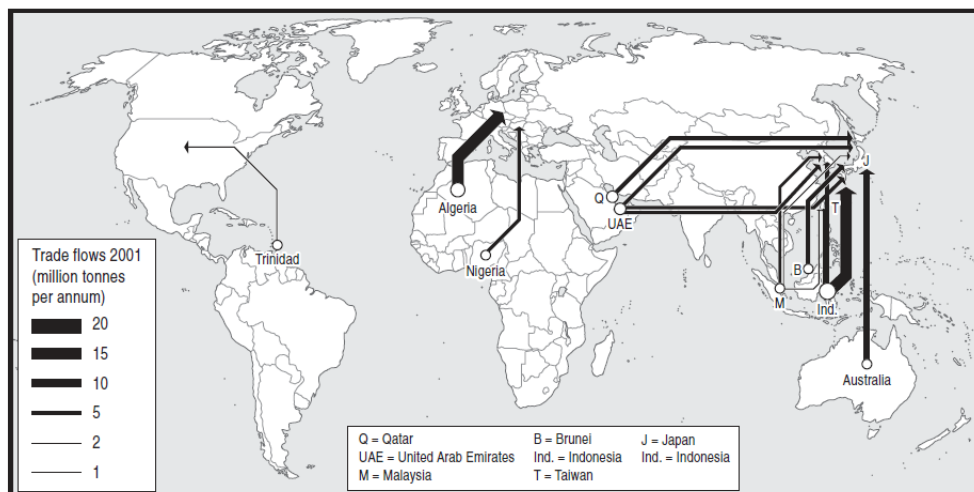 J
Q
T
Algeria
UAE
Trinidad
Nigeria
B
M
Ind.
Australia
Trade flows 2001
(million tonnes
per annum)
20
15
10
5
2
1
Q = Qatar B = Brunei J = Japan
UAE = United Arab Emirates Ind. = Indonesia Ind. = Indonesia
M = Malaysia T = Taiwan